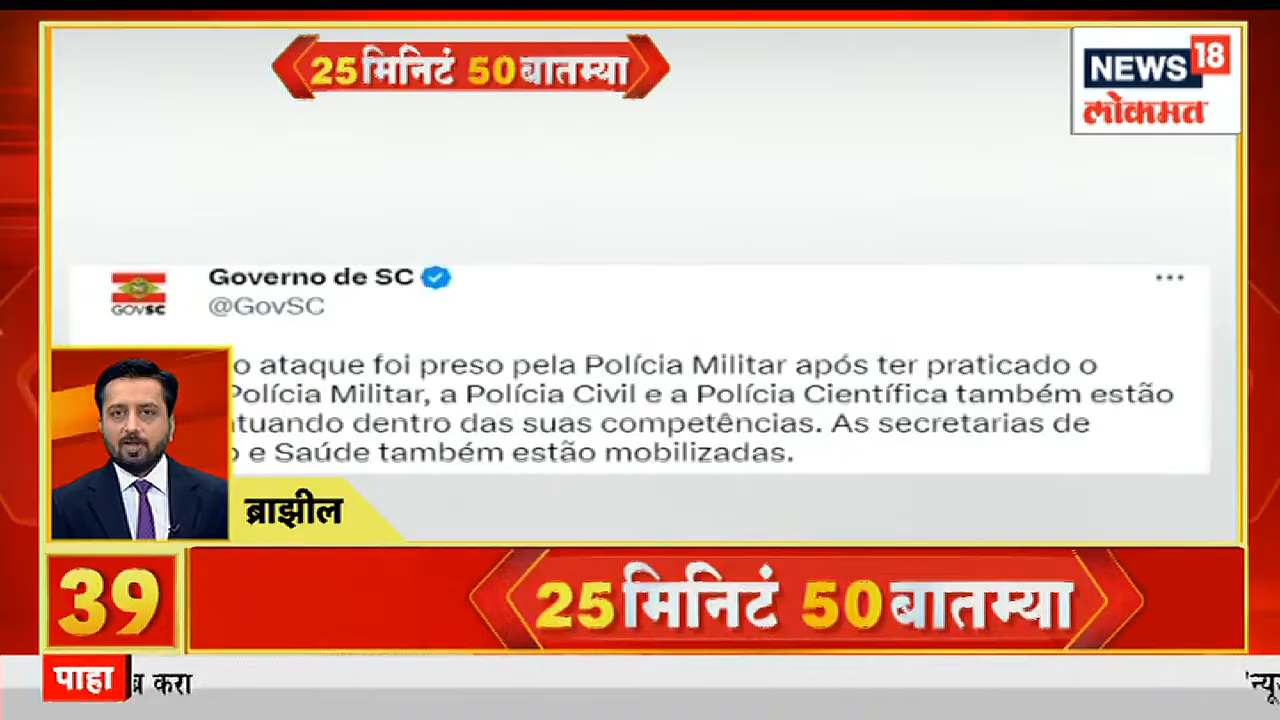 25 मिनिटं 50 बातम्या
NEWS 18
लोकमत
Governo de SC
@GovSC
GOVSC
o ataque foi preso pela Polícia Militar após ter praticado o
Polícia Militar, a Polícia Civil e a Polícia Científica também estão
atuando dentro das suas competências. As secretarias de
e Saúde também estão mobilizadas.
ब्राझील
39
25 मिनिटं 50 बातम्या
पाहा करा